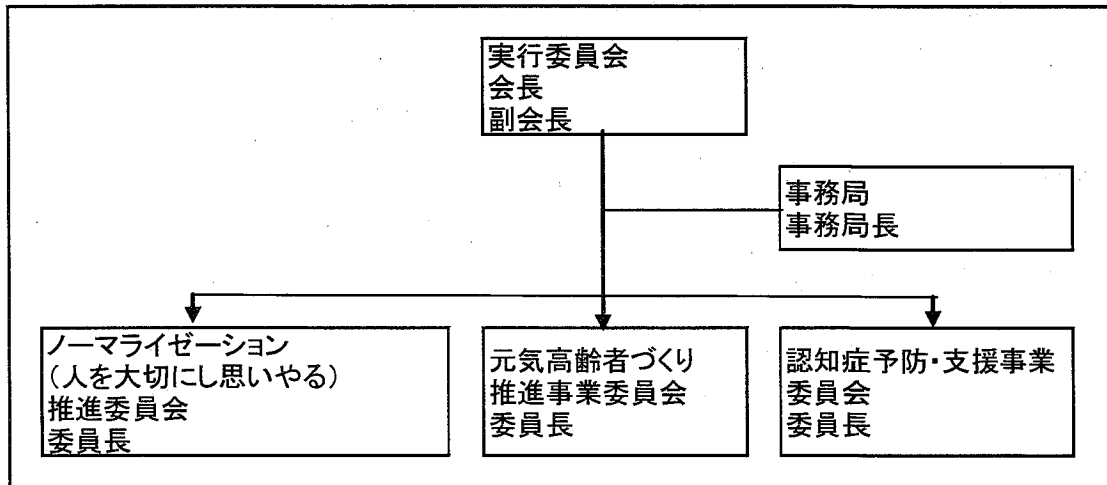 実行委員会
会長
副会長
事務局
事務局長
ノーマライゼーション
(人を大切にし思いやる)
推進委員会
委員長
元気高齢者づくり
推進事業委員会
委員長
認知症予防・支援事業
委員会
委員長